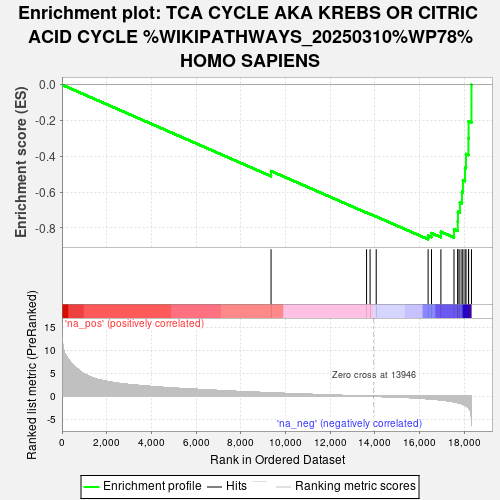 Enrichment plot: TCA CYCLE AKA KREBS OR CITRIC
ACID CYCLE %WIKIPATHWAYS_20250310%WP78%
HOMO SAPIENS
Enrichment score (ES)
0.0
-0.2
-0.4
-0.6
-0.8
'na_pos' (positively correlated)
Ranked list metric (PreRanked)
15
10
5
0
-5
Zero cross at 13946
'na_neg' (negatively correlated)
0
2,000
4,000
6,000
8,000
10,000
12,000
14,000
16,000
18,000
Rank in Ordered Dataset
Enrichment profile
Hits
Ranking metric scores